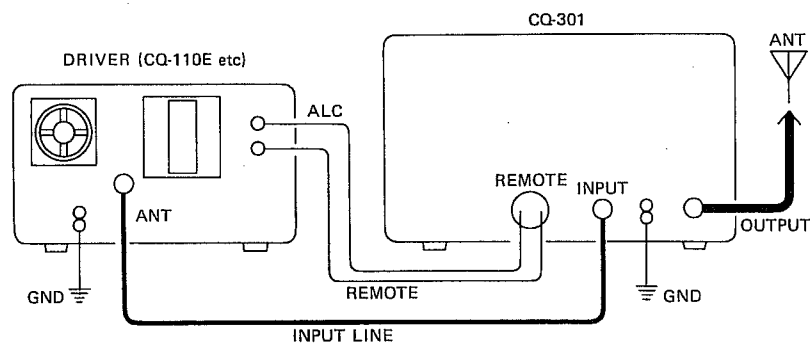 CQ-301
ANT
DRIVER (CQ-110E etc)
ALC
REMOTE
INPUT
ANT
OUTPUT
GND
REMOTE
GND
INPUT LINE